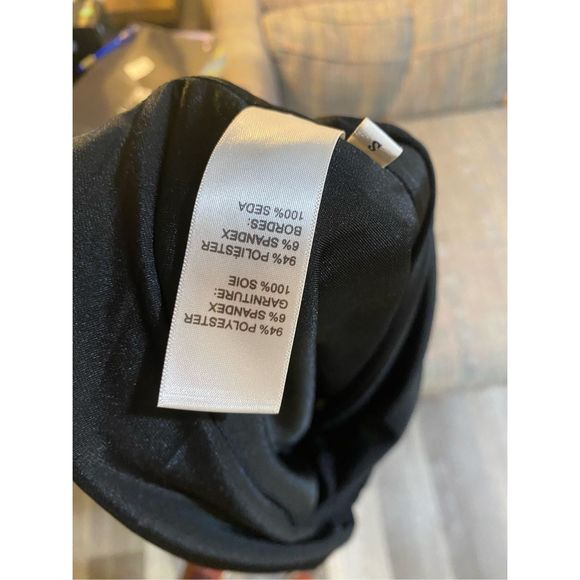 94% POLYESTER
6% SPANDEX
GARNITURE:
100% SOIE
94% POLIÉSTER
6% SPANDEX
BORDES:
100% SEDA
S